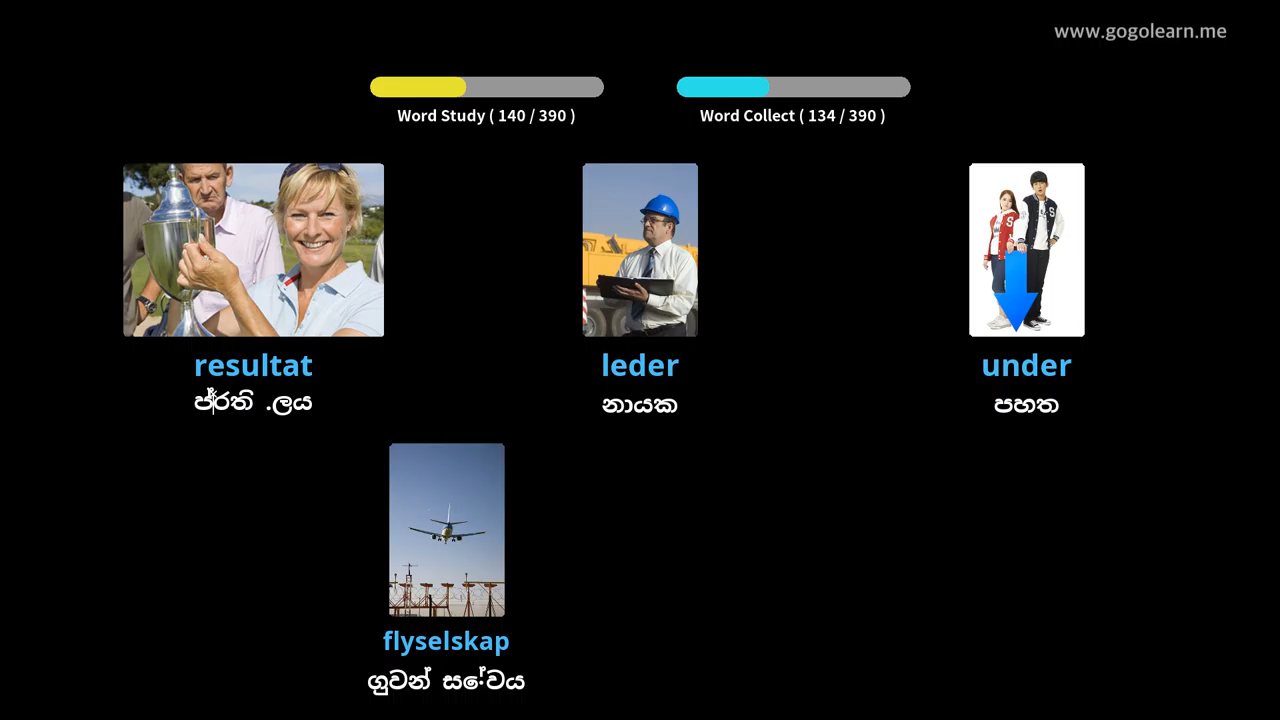 www.gogolearn.me
Word Study ( 140 / 390 )
Word Collect ( 134 / 390 )
resultat
leder
under
ප්‍රති .ලය
නායක
පහත
flyselskap
ගුවන් සේවය